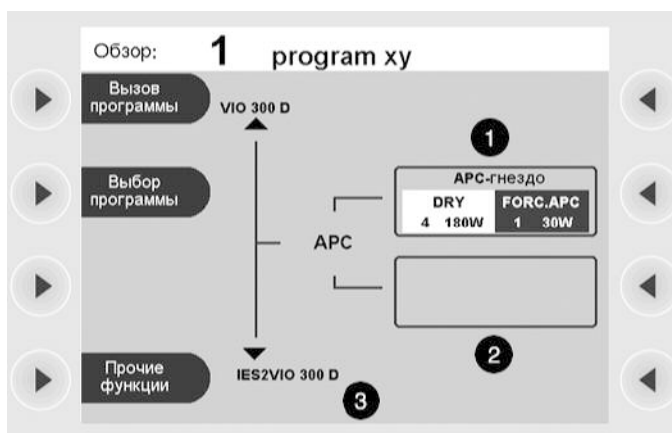 Обзор: 1 program xy
Вызов
программы
VIO 300 D
1
Выбор
программы
APC-гнездо
DRY FORC.APC
4 180W 1 30W
APC
2
Прочие
функции
IES2VIO 300 D
3